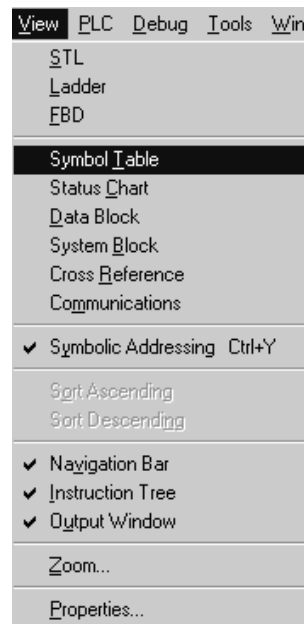 View PLC Debug Tools Win
STL
Ladder
FBD
Symbol Table
Status Chart
Data Block
System Block
Cross Reference
Communications
✔ Symbolic Addressing Ctrl+Y
Sort Ascending
Sort Descending
✔ Navigation Bar
✔ Instruction Tree
✔ Output Window
Zoom...
Properties...